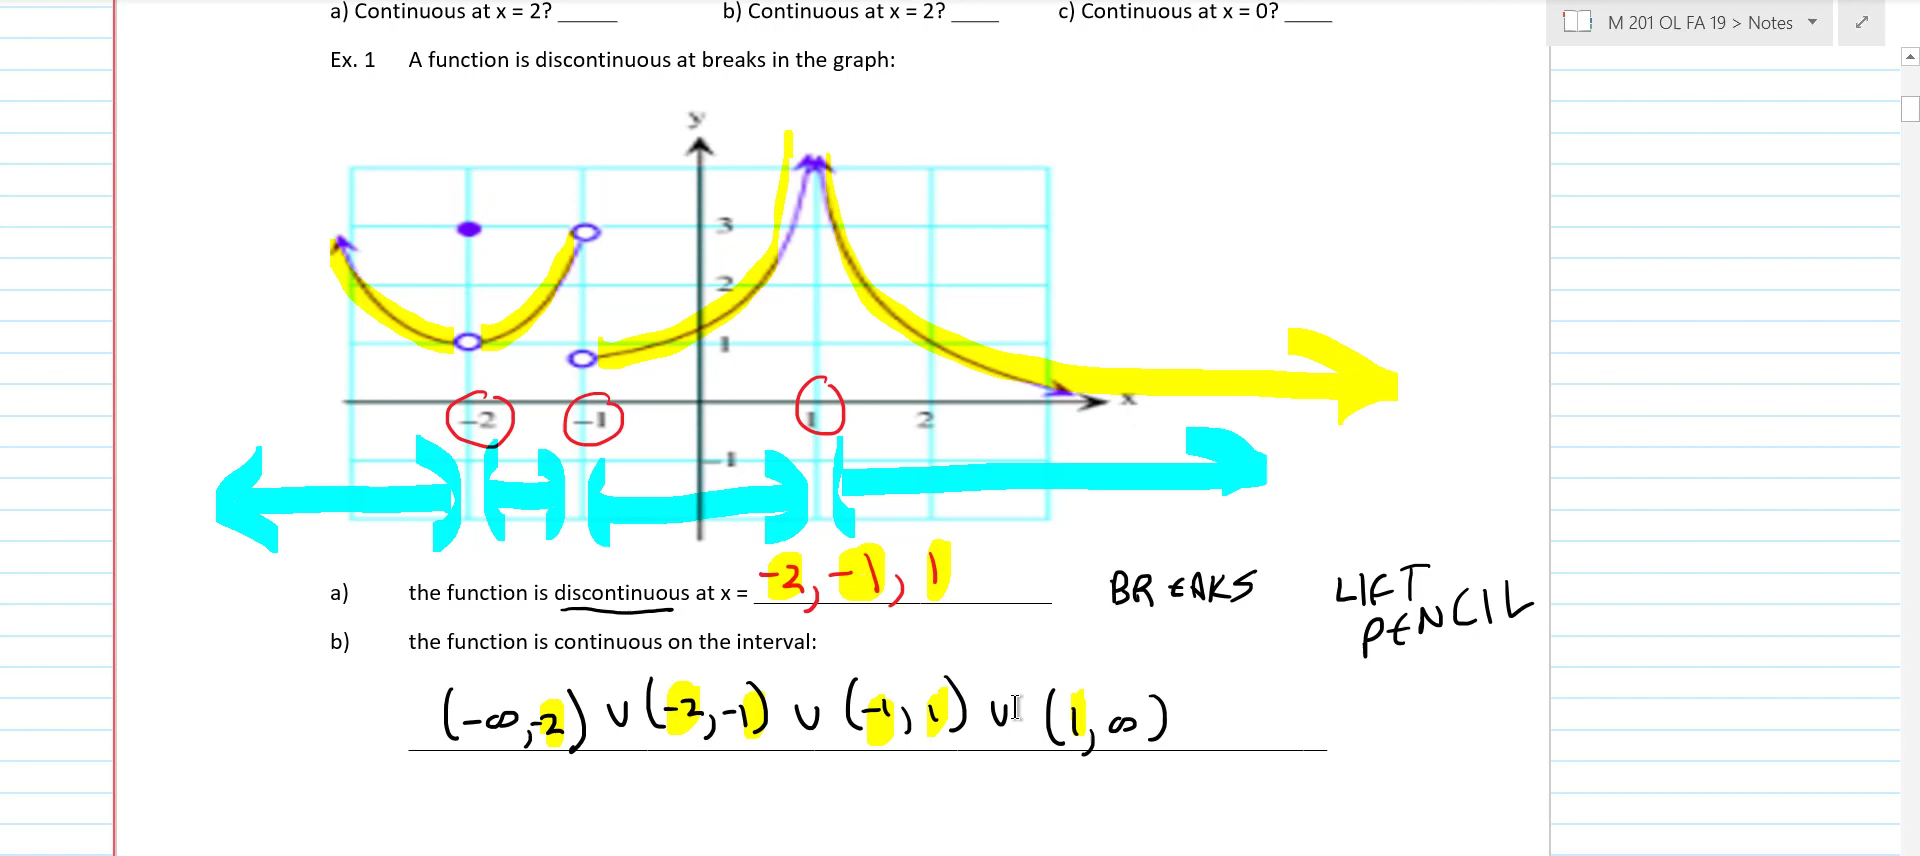 a) Continuous at x = 2? _____ b) Continuous at x = 2? ____ c) Continuous at x = 0? ____
M 201 OL FA 19 > Notes
Ex. 1 A function is discontinuous at breaks in the graph:
y
3
2
1
x
-2 -1 1 2
-1
a) the function is discontinuous at x = -2, -1, 1
BREAKS
LIFT
PENCIL
b) the function is continuous on the interval:
(-∞,-2) ∪ (-2,-1) ∪ (-1, 1) ∪ (1, ∞)